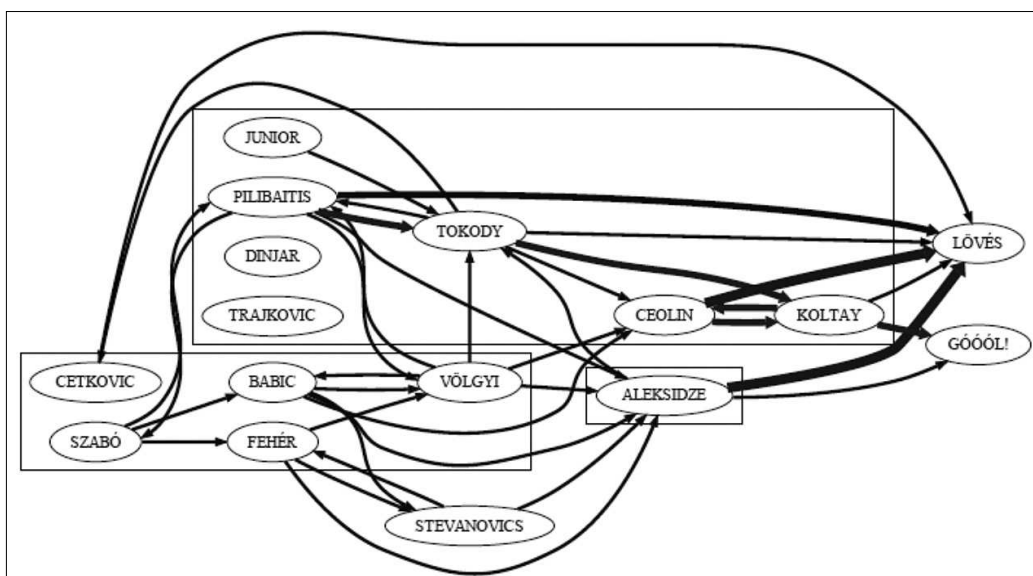 JUNIOR
PILIBAITIS
TOKODY
DINJAR
LÖVÉS
TRAJKOVIC
CEOLIN
KOLTAY
GÓÓÓL!
CETKOVIC
BABIC
VÖLGYI
ALEKSIDZE
SZABÓ
FEHÉR
STEVANOVICS